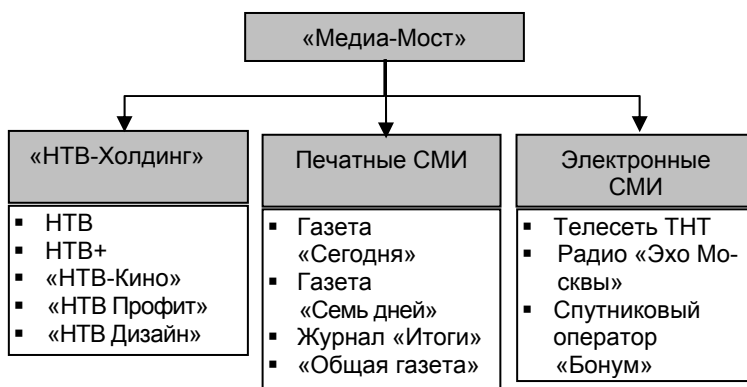 «Медиа-Мост»
«НТВ-Холдинг»
▪ НТВ
▪ НТВ+
▪ «НТВ-Кино»
▪ «НТВ Профит»
▪ «НТВ Дизайн»
Печатные СМИ
▪ Газета
«Сегодня»
▪ Газета
«Семь дней»
▪ Журнал «Итоги»
▪ «Общая газета»
Электронные
СМИ
▪ Телесеть ТНТ
▪ Радио «Эхо Мо-
сквы»
▪ Спутниковый
оператор
«Бонум»